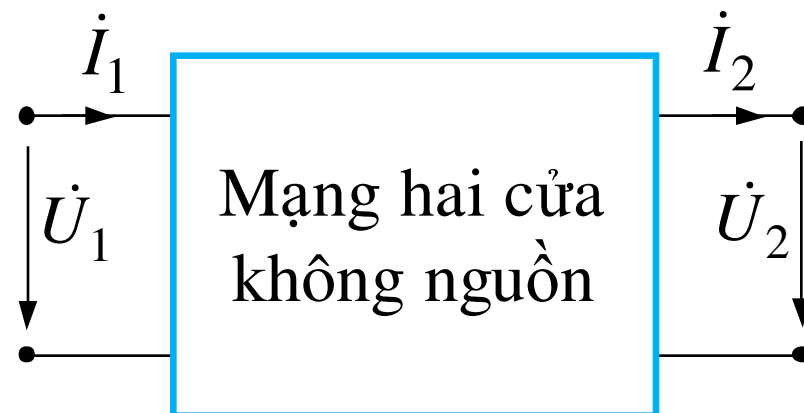 İ1 İ2
U̇1 Mạng hai cửa U̇2
không nguồn